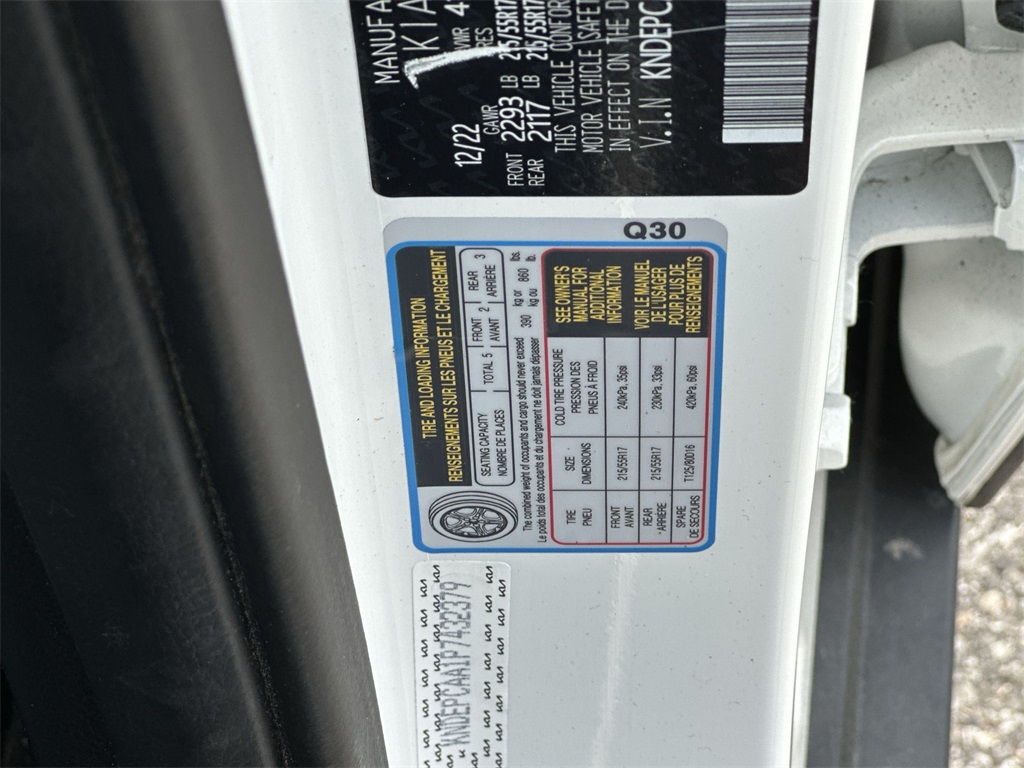 MANUFA
KIA
12/22
GAWR
FRONT 2293 LB 215/55R17
REAR 2117 LB 215/55R17
THIS VEHICLE CONFOR
MOTOR VEHICLE SAFET
IN EFFECT ON THE D
V.I.N KNDEPC
Q30
TIRE AND LOADING INFORMATION
RENSEIGNEMENTS SUR LES PNEUS ET LE CHARGEMENT
SEATING CAPACITY TOTAL 5 FRONT 2 REAR 3
NOMBRE DE PLACES AVANT ARRIÈRE
The combined weight of occupants and cargo should never exceed 390 kg or 860 lbs.
Le poids total des occupants et du chargement ne doit jamais dépasser kg ou lb.
TIRE SIZE COLD TIRE PRESSURE
PNEU DIMENSIONS PRESSION DES PNEUS À FROID
FRONT 215/55R17 240kPa, 35psi
AVANT
REAR 215/55R17 230kPa, 33psi
ARRIÈRE
SPARE T125/80D16 420kPa, 60psi
DE SECOURS
SEE OWNER'S
MANUAL FOR
ADDITIONAL
INFORMATION
VOIR LE MANUEL
DE L'USAGER
POUR PLUS DE
RENSEIGNEMENTS
KNDEPCAA1P7432379